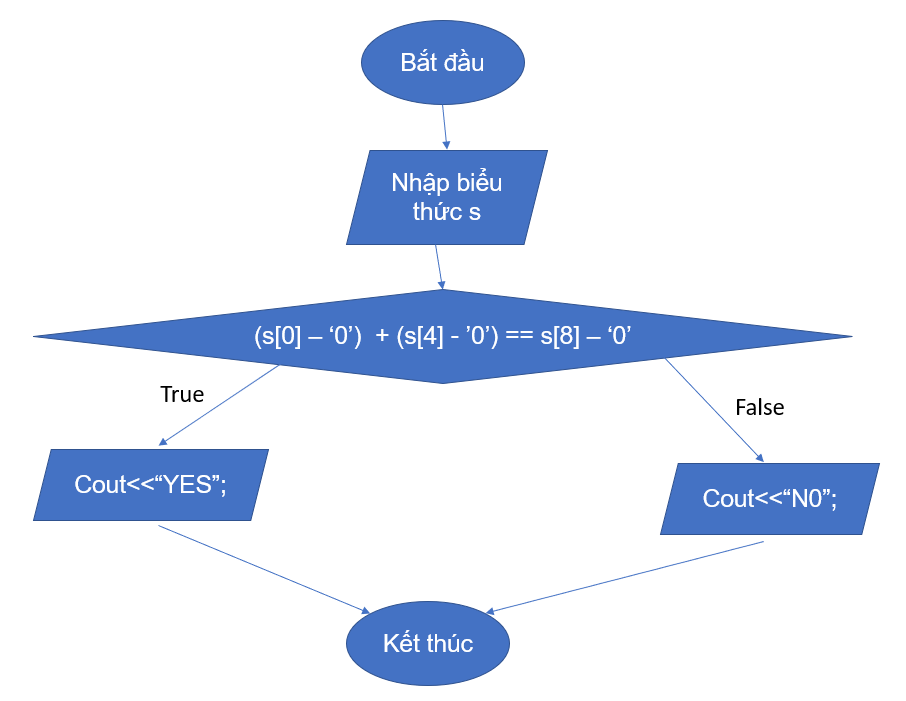 Bắt đầu
Nhập biểu
thức s
(s[0] – ‘0’)  + (s[4] - ’0’) == s[8] – ‘0’
True
False
Cout<<“YES”;
Cout<<“N0”;
Kết thúc